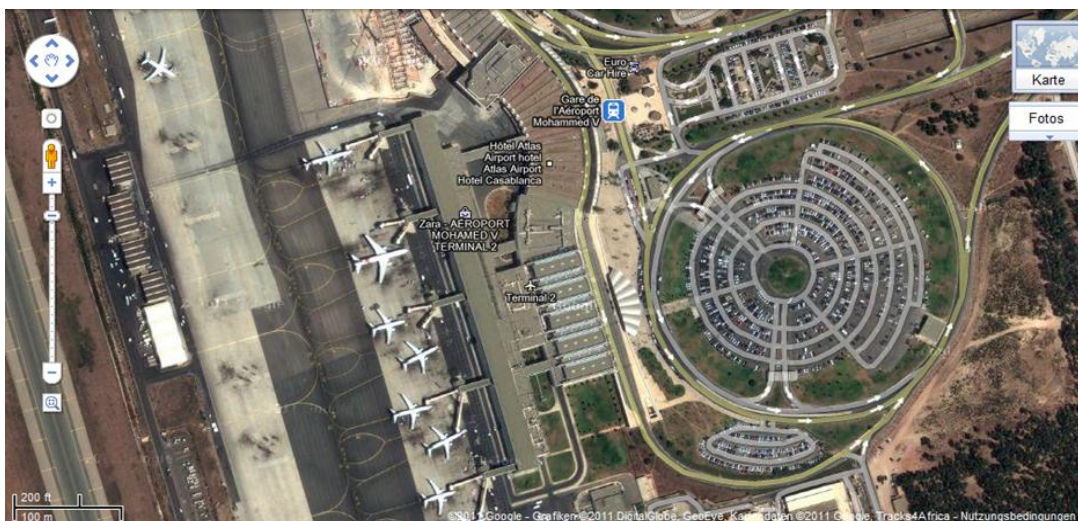 Euro
Car Hire
Karte
Gare de
l'Aéroport
Mohammed V
Fotos
Hôtel Atlas
Airport hotel
Atlas Airport
Hotel Casablanca
Zara - AÉROPORT
MOHAMED V
TERMINAL 2
Terminal 2
200 ft
100 m
©2011 Google - Grafiken ©2011 DigitalGlobe, GeoEye, Kartendaten ©2011 Google, Tracks4Africa - Nutzungsbedingungen